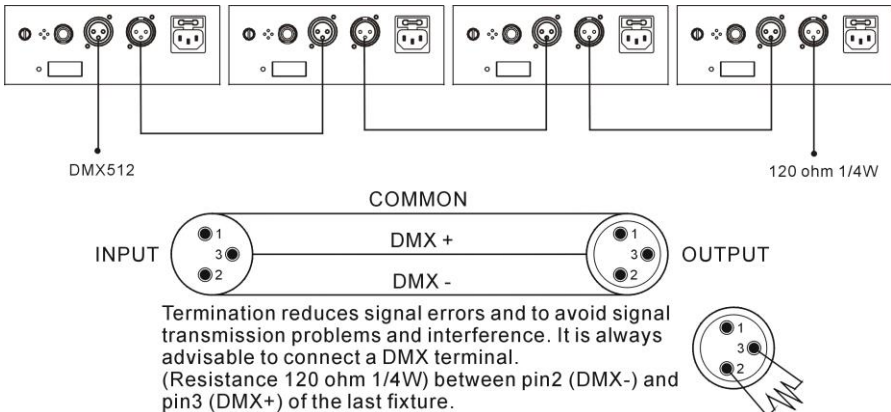 DMX512
120 ohm 1/4W
COMMON
INPUT
1
3
2
DMX +
DMX -
1
3
2
OUTPUT
Termination reduces signal errors and to avoid signal
transmission problems and interference. It is always
advisable to connect a DMX terminal.
(Resistance 120 ohm 1/4W) between pin2 (DMX-) and
pin3 (DMX+) of the last fixture.
1
3
2